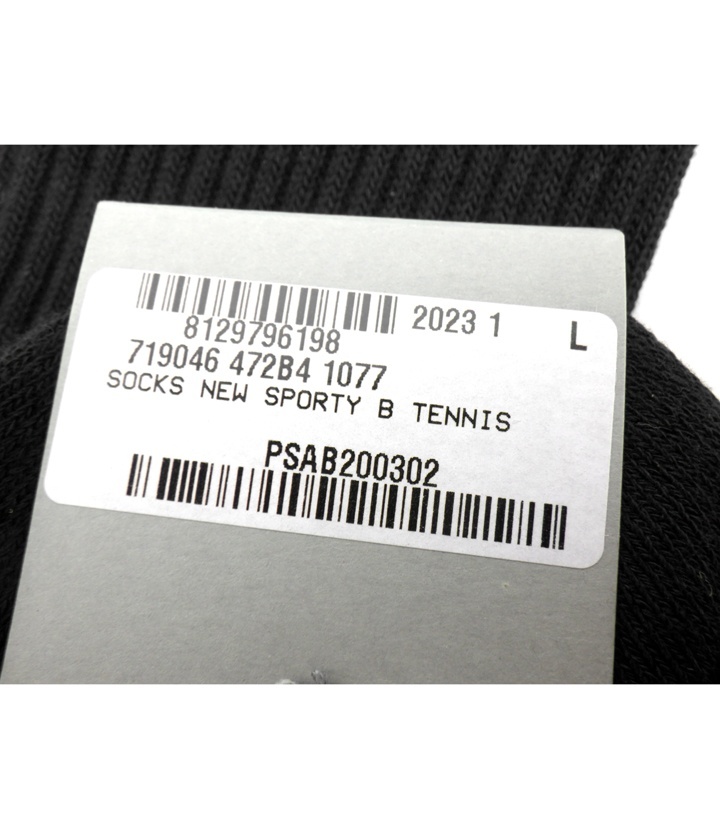 2023 1 L
8129796198
719046 472B4 1077
SOCKS NEW SPORTY B TENNIS
PSAB200302